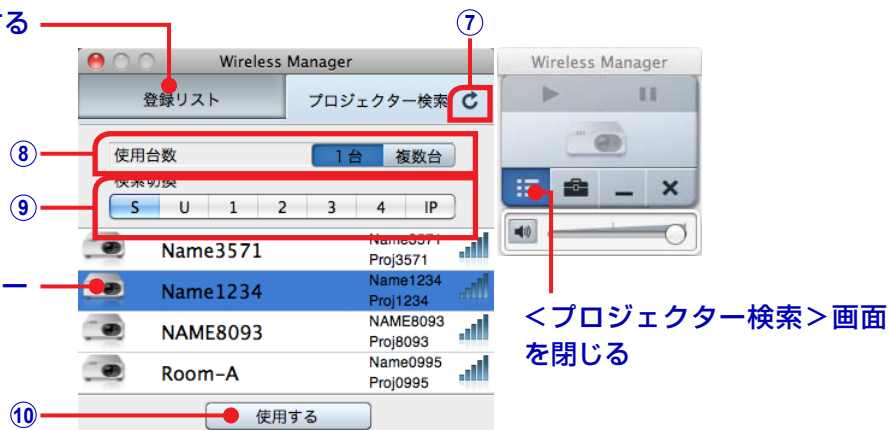 する
⑦
Wireless Manager
Wireless Manager
登録リスト
プロジェクター検索
⑧
使用台数
1台
複数台
検索切換
⑨
S U 1 2 3 4 IP
Name3571
Name3571
Proj3571
Name1234
Name1234
Proj1234
NAME8093
NAME8093
Proj8093
Room-A
Name0995
Proj0995
<プロジェクター検索>画面
を閉じる
ー
⑩
使用する